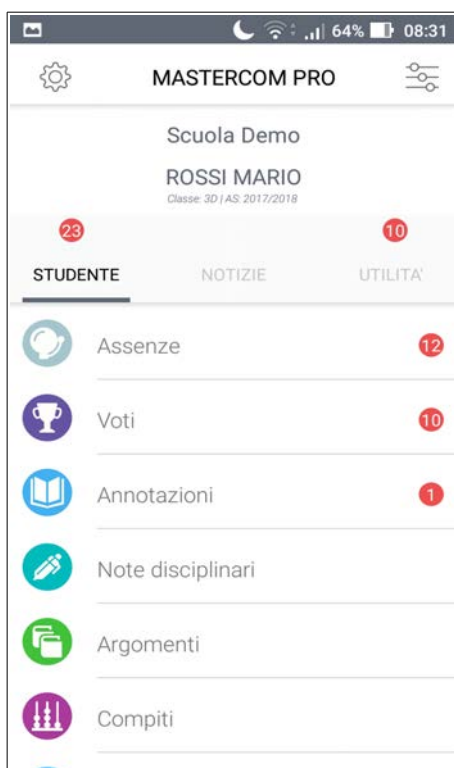 64% 08:31
MASTERCOM PRO
Scuola Demo
ROSSI MARIO
Classe: 3D | AS: 2017/2018
23 10
STUDENTE NOTIZIE UTILITA'
Assenze 12
Voti 10
Annotazioni 1
Note disciplinari
Argomenti
Compiti